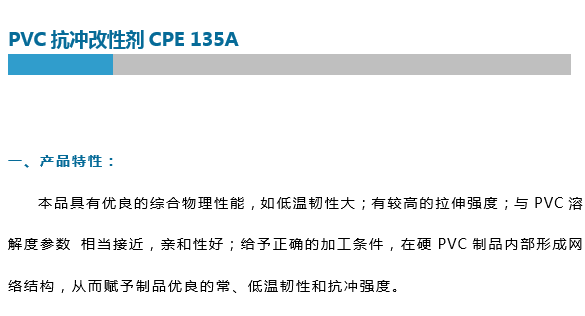 PVC 抗冲改性剂 CPE 135A
一、产品特性：
本品具有优良的综合物理性能，如低温韧性大；有较高的拉伸强度；与 PVC 溶
解度参数 相当接近，亲和性好；给予正确的加工条件，在硬 PVC 制品内部形成网
络结构，从而赋予制品优良的常、低温韧性和抗冲强度。